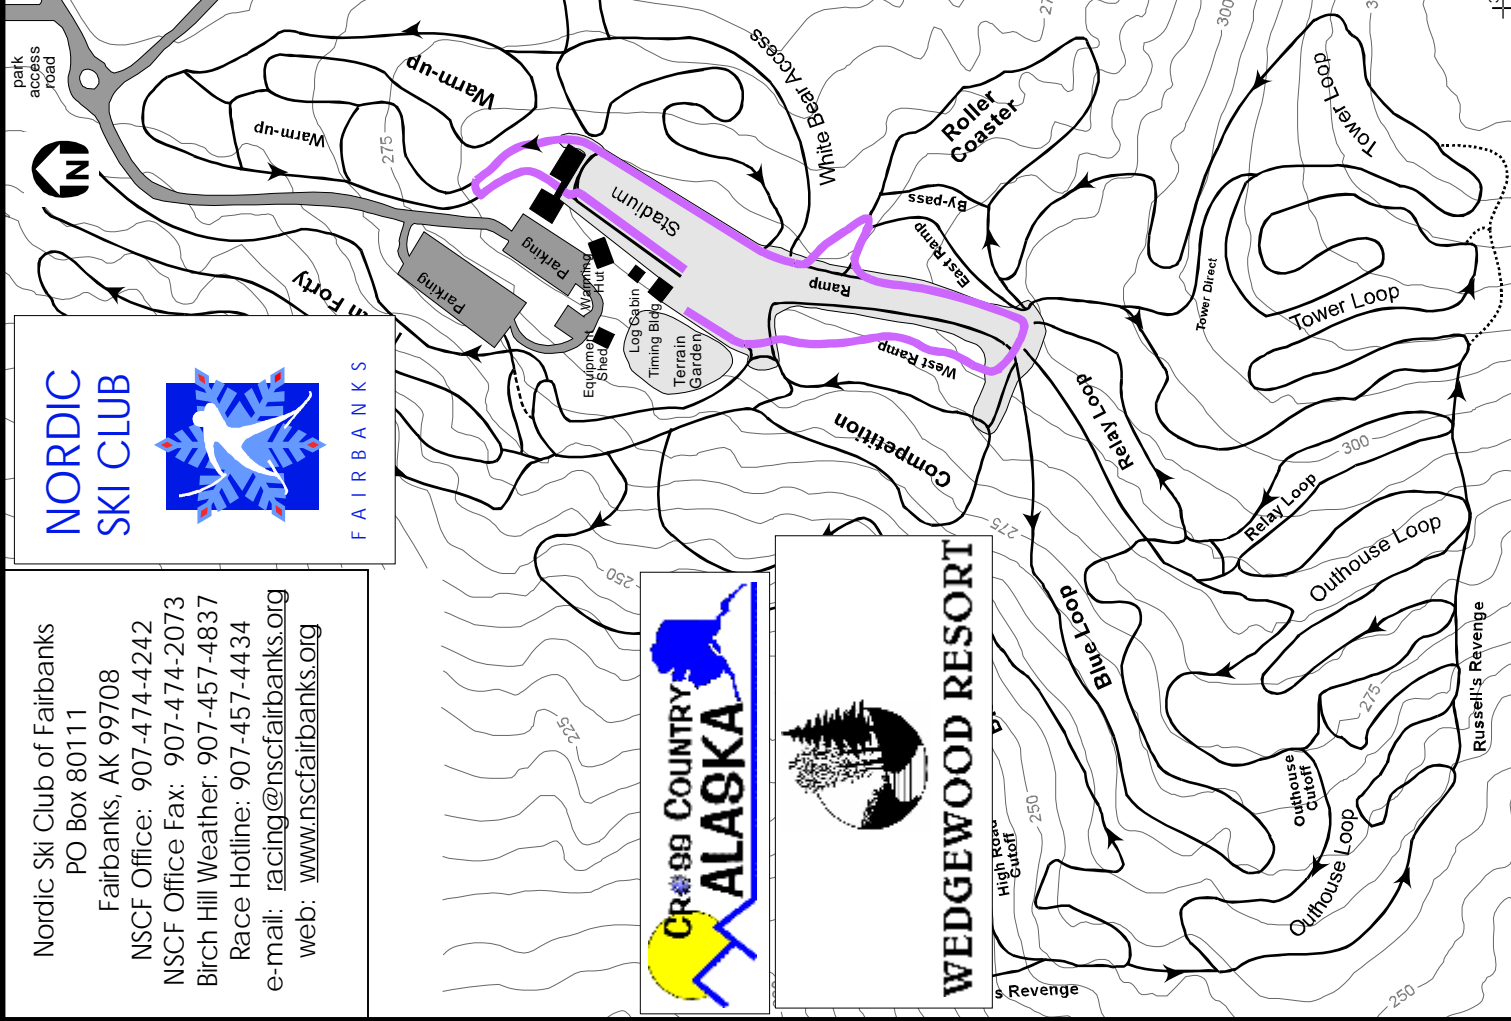 park
access
road
N
Warm-up
Warm-up
275
White Bear Access
300
Tower Loop
Roller
Coaster
By-pass
East Ramp
Stadium
Ramp
West Ramp
Parking
Parking
Warming
Hut
Log Cabin
Timing Bldg
Equipment
Shed
Terrain
Garden
Forty
Tower Direct
Tower Loop
Competition
Relay Loop
Relay Loop
300
275
250
225
Outhouse Loop
Blue Loop
275
Russell's Revenge
Outhouse
Cutoff
Outhouse Loop
250
High Road
Cutoff
s Revenge
250
NORDIC
SKI CLUB
FAIRBANKS
Nordic Ski Club of Fairbanks
PO Box 80111
Fairbanks, AK 99708
NSCF Office: 907-474-4242
NSCF Office Fax: 907-474-2073
Birch Hill Weather: 907-457-4837
Race Hotline: 907-457-4434
e-mail: racing@nscfairbanks.org
web: www.nscfairbanks.org
CROSS COUNTRY
ALASKA
WEDGEWOOD RESORT